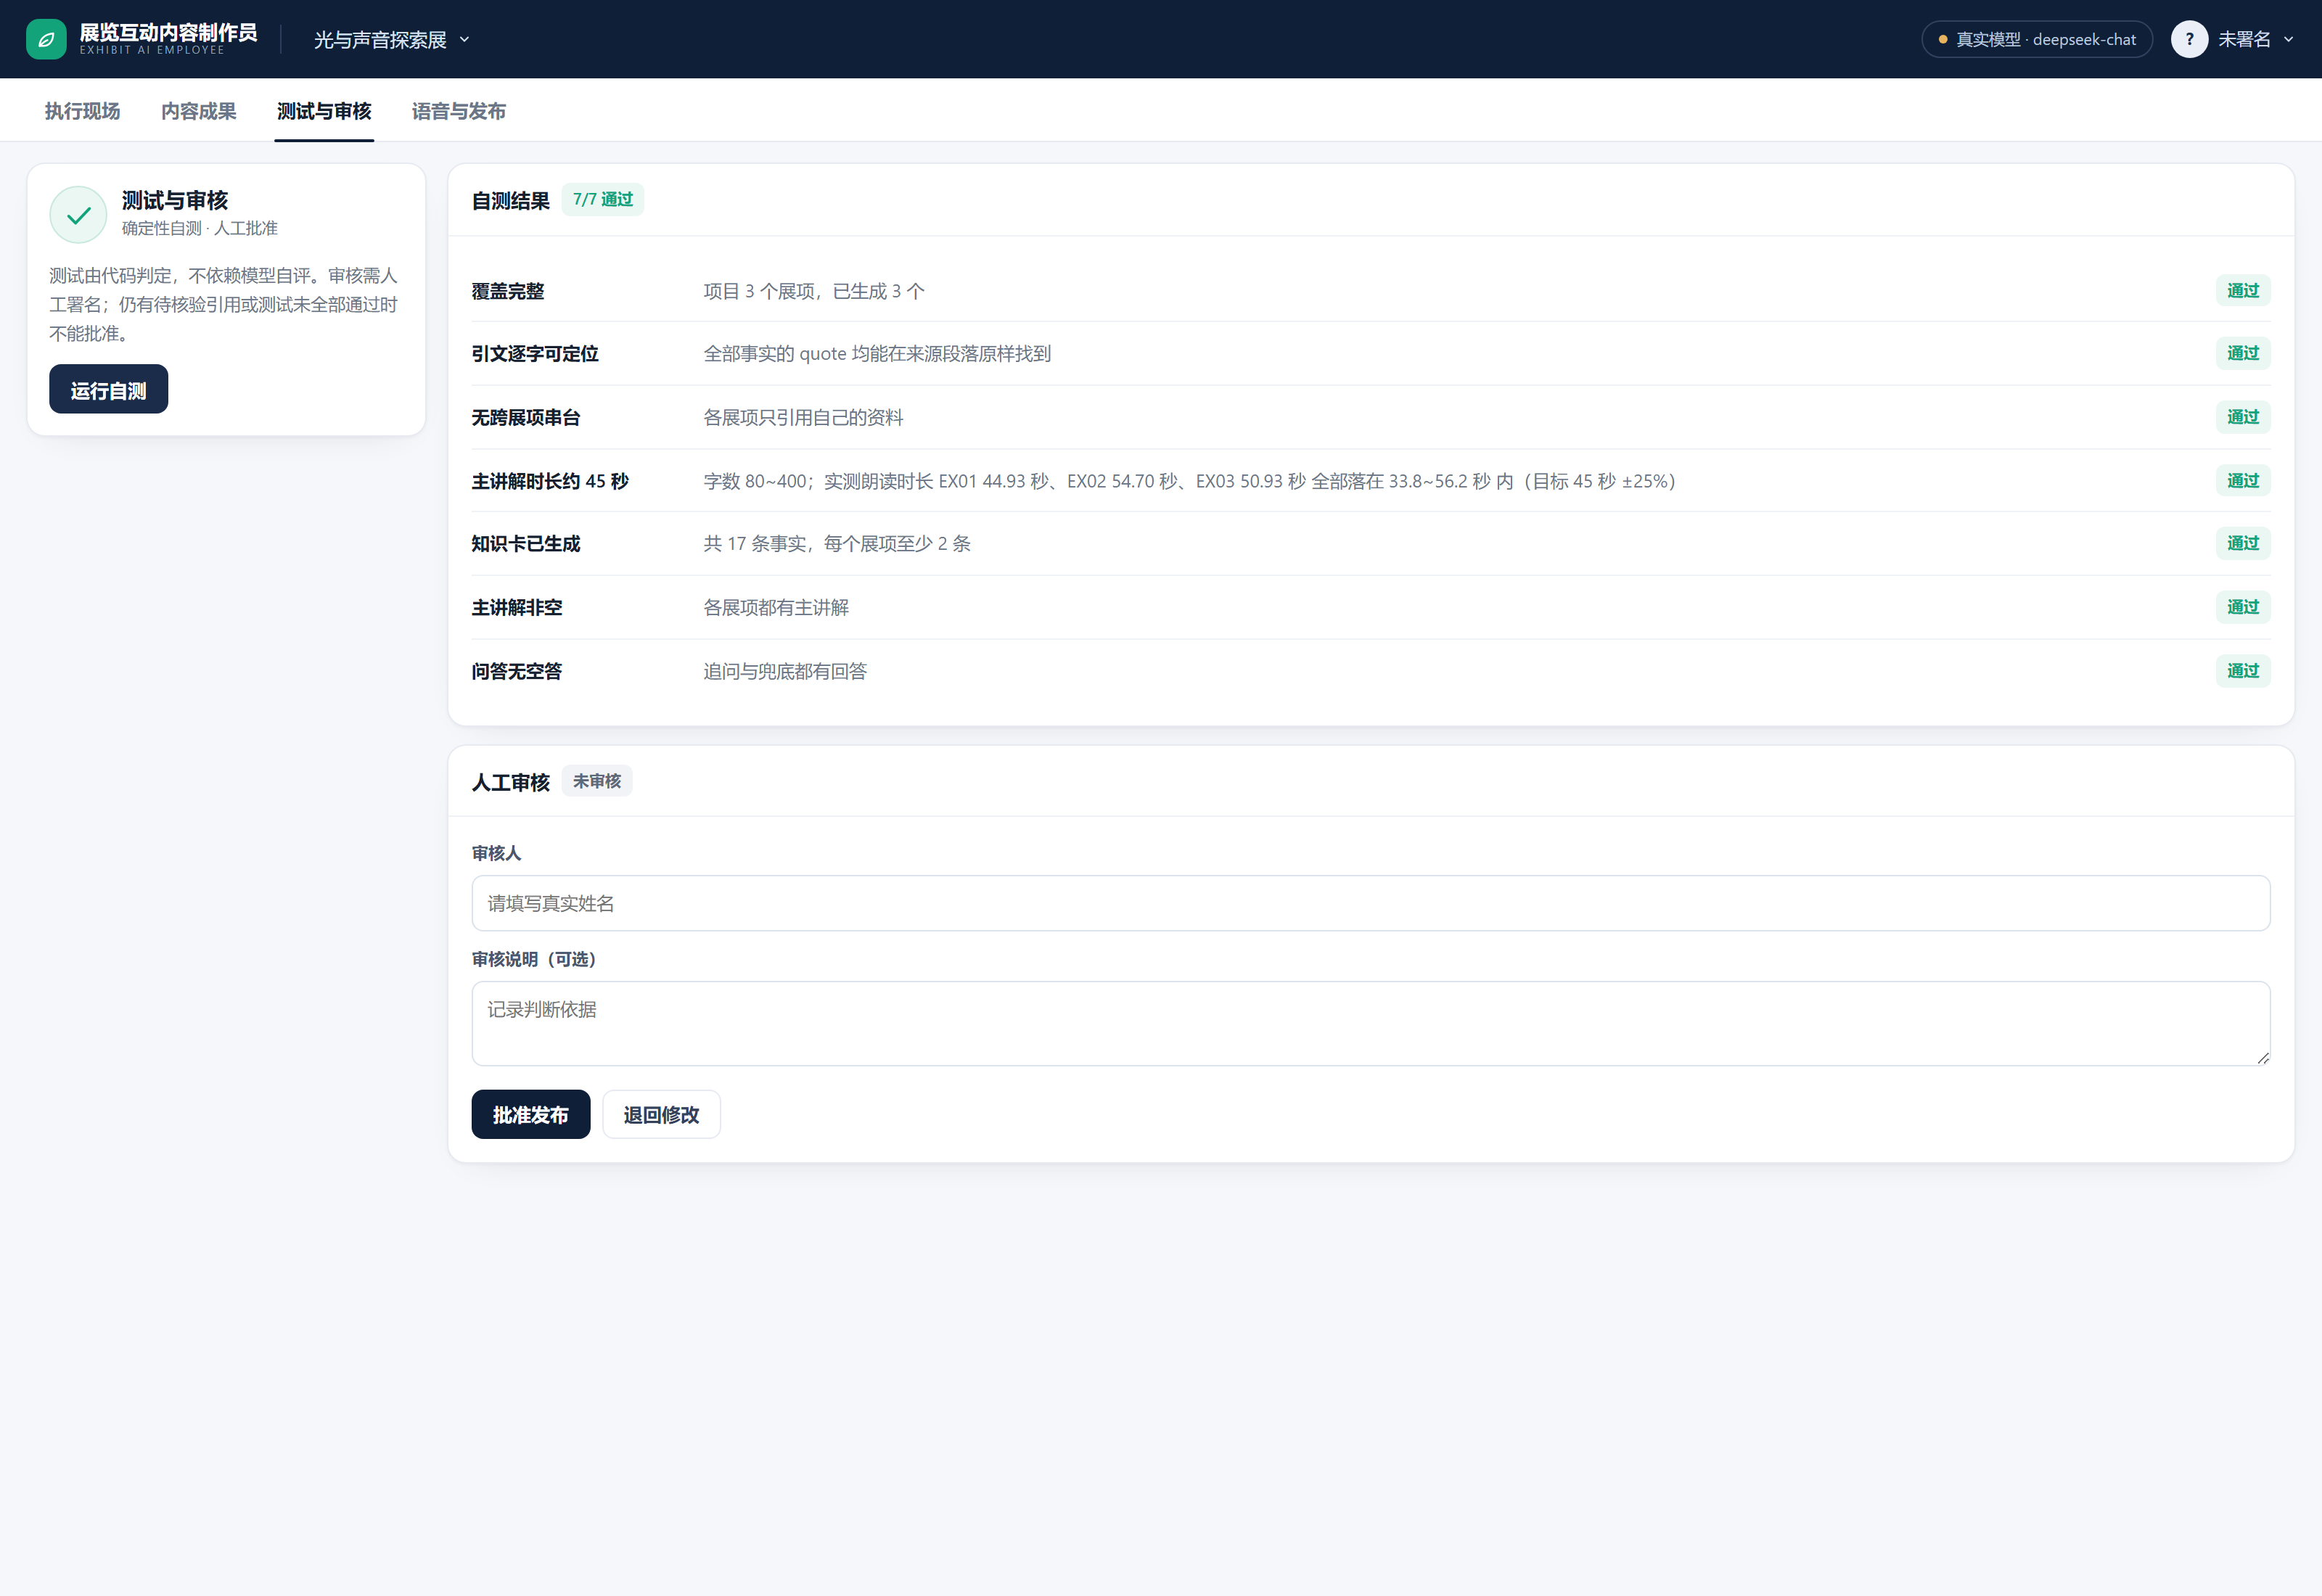 展览互动内容制作员
EXHIBIT AI EMPLOYEE
光与声音探索展
真实模型 · deepseek-chat
?
未署名
执行现场
内容成果
测试与审核
语音与发布
测试与审核
确定性自测 · 人工批准
测试由代码判定，不依赖模型自评。审核需人
工署名；仍有待核验引用或测试未全部通过时
不能批准。
运行自测
自测结果
7/7 通过
覆盖完整
项目 3 个展项，已生成 3 个
通过
引文逐字可定位
全部事实的 quote 均能在来源段落原样找到
通过
无跨展项串台
各展项只引用自己的资料
通过
主讲解时长约 45 秒
字数 80~400；实测朗读时长 EX01 44.93 秒、EX02 54.70 秒、EX03 50.93 秒 全部落在 33.8~56.2 秒 内（目标 45 秒 ±25%）
通过
知识卡已生成
共 17 条事实，每个展项至少 2 条
通过
主讲解非空
各展项都有主讲解
通过
问答无空答
追问与兜底都有回答
通过
人工审核
未审核
审核人
请填写真实姓名
审核说明（可选）
记录判断依据
批准发布
退回修改